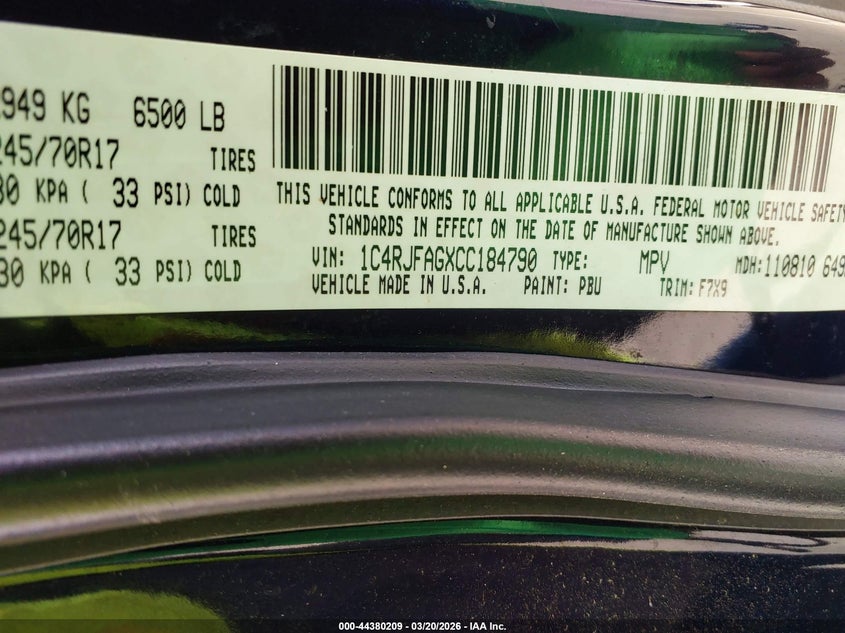 949 KG 6500 LB
245/70R17 TIRES
30 KPA ( 33 PSI) COLD
245/70R17 TIRES
30 KPA ( 33 PSI) COLD
THIS VEHICLE CONFORMS TO ALL APPLICABLE U.S.A. FEDERAL MOTOR VEHICLE SAFETY
STANDARDS IN EFFECT ON THE DATE OF MANUFACTURE SHOWN ABOVE.
VIN: 1C4RJFAGXCC184790 TYPE: MPV MDH:110810 649
VEHICLE MADE IN U.S.A. PAINT: PBU TRIM: F7X9
000-44380209 - 03/20/2026 - IAA Inc.